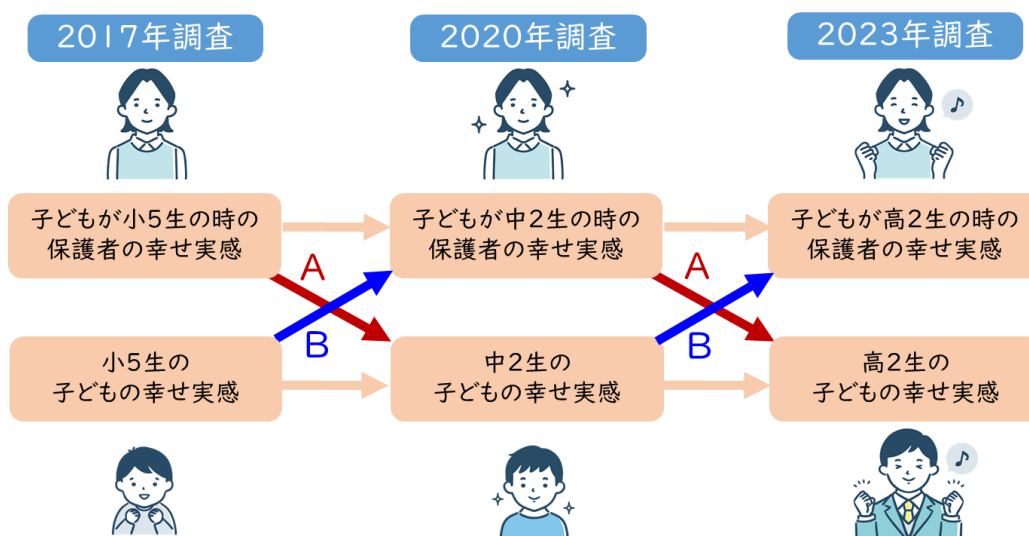 2017年調査
2020年調査
2023年調査
子どもが小5生の時の
保護者の幸せ実感
子どもが中2生の時の
保護者の幸せ実感
子どもが高2生の時の
保護者の幸せ実感
A
A
B
B
小5生の
子どもの幸せ実感
中2生の
子どもの幸せ実感
高2生の
子どもの幸せ実感